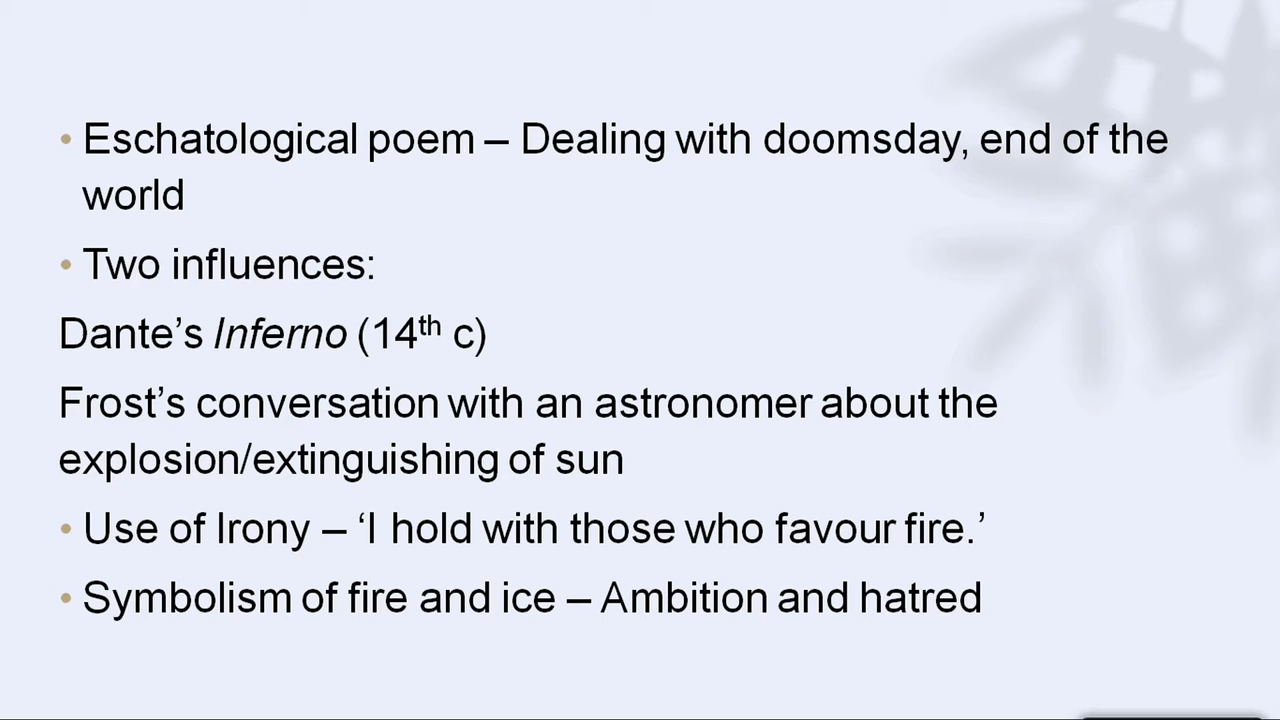 • Eschatological poem – Dealing with doomsday, end of the
world
• Two influences:
Dante’s Inferno (14th c)
Frost’s conversation with an astronomer about the
explosion/extinguishing of sun
• Use of Irony – ‘I hold with those who favour fire.’
• Symbolism of fire and ice – Ambition and hatred